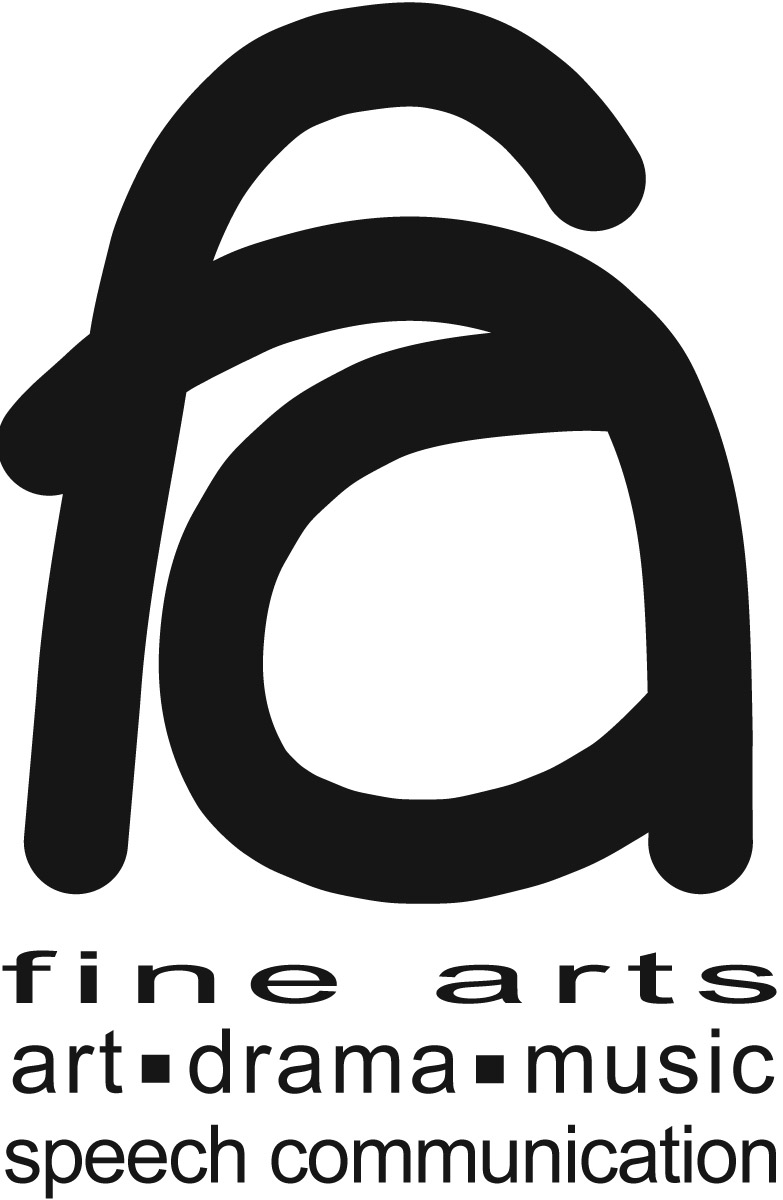 fa
fine arts
art▪drama▪music
speech communication